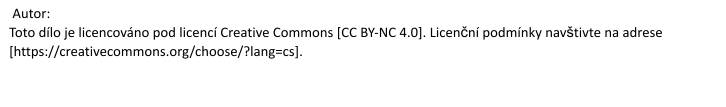 Autor:
Toto dílo je licencováno pod licencí Creative Commons [CC BY-NC 4.0]. Licenční podmínky navštivte na adrese
[https://creativecommons.org/choose/?lang=cs].